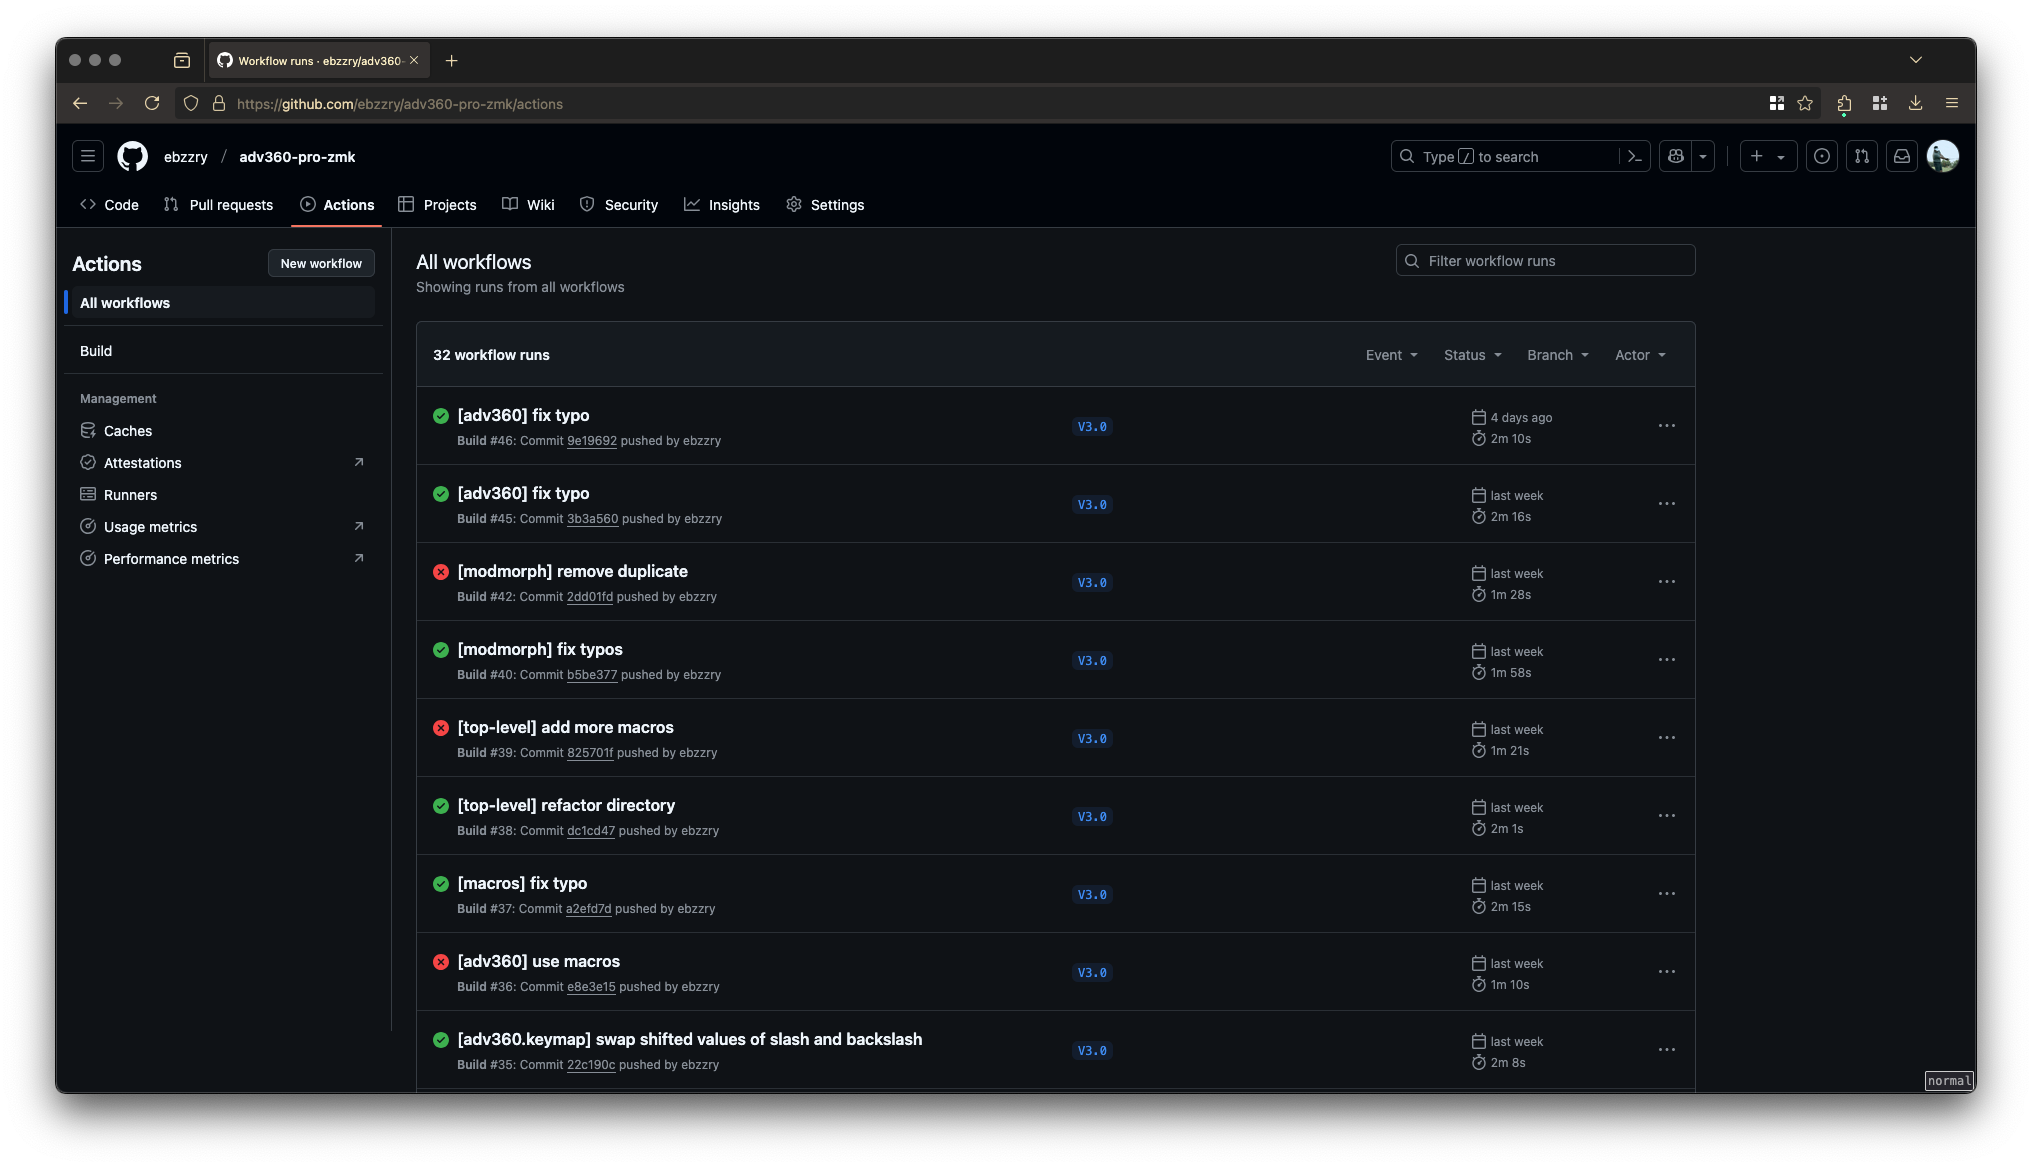 Workflow runs · ebzzry/adv360-
https://github.com/ebzzry/adv360-pro-zmk/actions
ebzzry / adv360-pro-zmk
Type / to search
Code
Pull requests
Actions
Projects
Wiki
Security
Insights
Settings
Actions
New workflow
All workflows
Build
Management
Caches
Attestations
Runners
Usage metrics
Performance metrics
All workflows
Showing runs from all workflows
Filter workflow runs
32 workflow runs
Event
Status
Branch
Actor
[adv360] fix typo
Build #46: Commit 9e19692 pushed by ebzzry
V3.0
4 days ago
2m 10s
[adv360] fix typo
Build #45: Commit 3b3a560 pushed by ebzzry
V3.0
last week
2m 16s
[modmorph] remove duplicate
Build #42: Commit 2dd01fd pushed by ebzzry
V3.0
last week
1m 28s
[modmorph] fix typos
Build #40: Commit b5be377 pushed by ebzzry
V3.0
last week
1m 58s
[top-level] add more macros
Build #39: Commit 825701f pushed by ebzzry
V3.0
last week
1m 21s
[top-level] refactor directory
Build #38: Commit dc1cd47 pushed by ebzzry
V3.0
last week
2m 1s
[macros] fix typo
Build #37: Commit a2efd7d pushed by ebzzry
V3.0
last week
2m 15s
[adv360] use macros
Build #36: Commit e8e3e15 pushed by ebzzry
V3.0
last week
1m 10s
[adv360.keymap] swap shifted values of slash and backslash
Build #35: Commit 22c190c pushed by ebzzry
V3.0
last week
2m 8s
normal